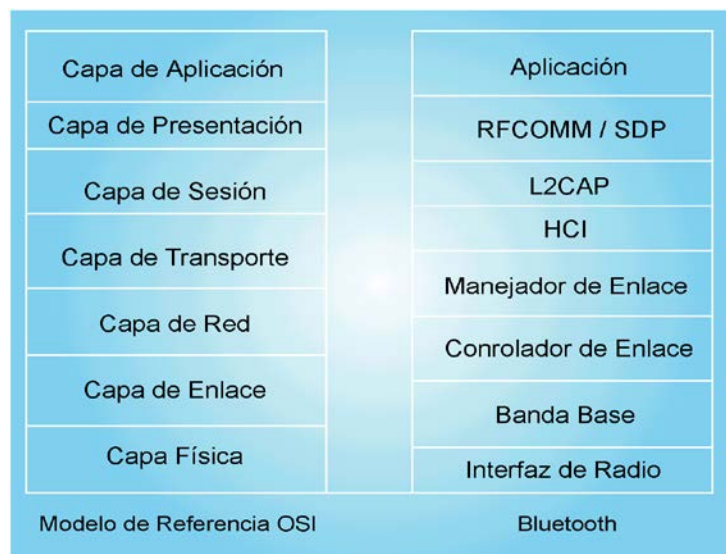 Capa de Aplicación
Capa de Presentación
Capa de Sesión
Capa de Transporte
Capa de Red
Capa de Enlace
Capa Física
Modelo de Referencia OSI
Aplicación
RFCOMM / SDP
L2CAP
HCI
Manejador de Enlace
Conrolador de Enlace
Banda Base
Interfaz de Radio
Bluetooth